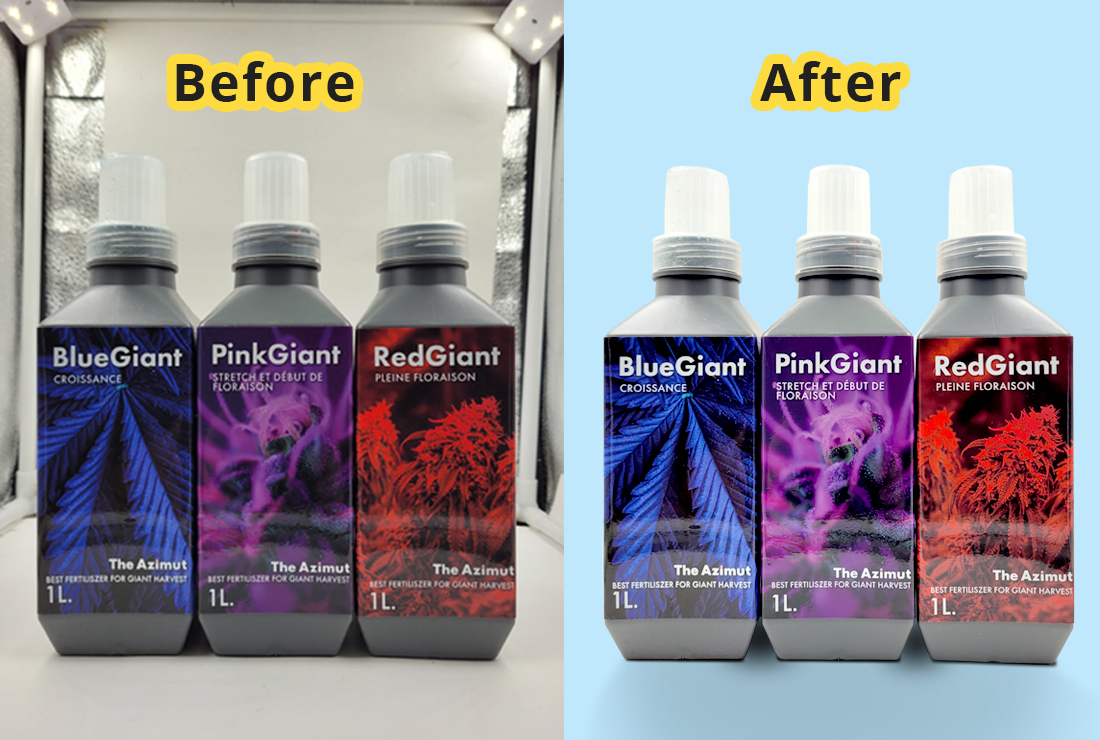 Before
After
BlueGiant
CROISSANCE
The Azimut
BEST FERTILISZER FOR GIANT HARVEST
1L.
PinkGiant
STRETCH ET DÉBUT DE
FLORAISON
The Azimut
BEST FERTILISZER FOR GIANT HARVEST
1L.
RedGiant
PLEINE FLORAISON
The Azimut
BEST FERTILISZER FOR GIANT HARVEST
1L.
BlueGiant
CROISSANCE
The Azimut
BEST FERTILISZER FOR GIANT HARVEST
1L.
PinkGiant
STRETCH ET DÉBUT DE
FLORAISON
The Azimut
BEST FERTILISZER FOR GIANT HARVEST
1L.
RedGiant
PLEINE FLORAISON
The Azimut
BEST FERTILISZER FOR GIANT HARVEST
1L.